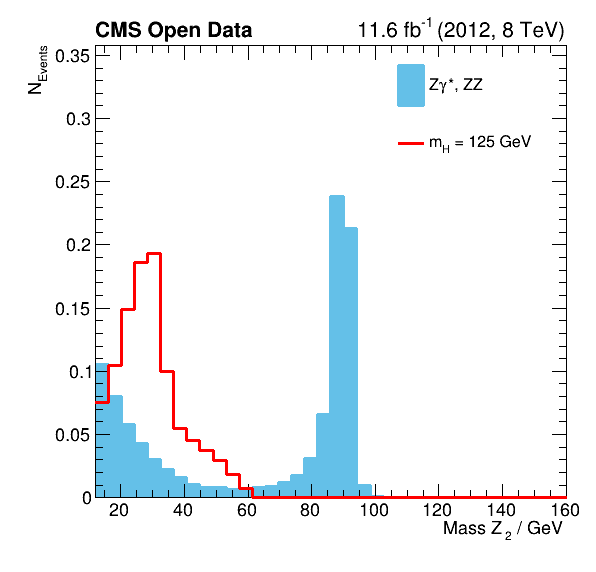 CMS Open Data 11.6 fb⁻¹ (2012, 8 TeV)
N_Events
0.35
0.3
0.25
0.2
0.15
0.1
0.05
0
Zγ*, ZZ
m_H = 125 GeV
20 40 60 80 100 120 140 160
Mass Z₂ / GeV